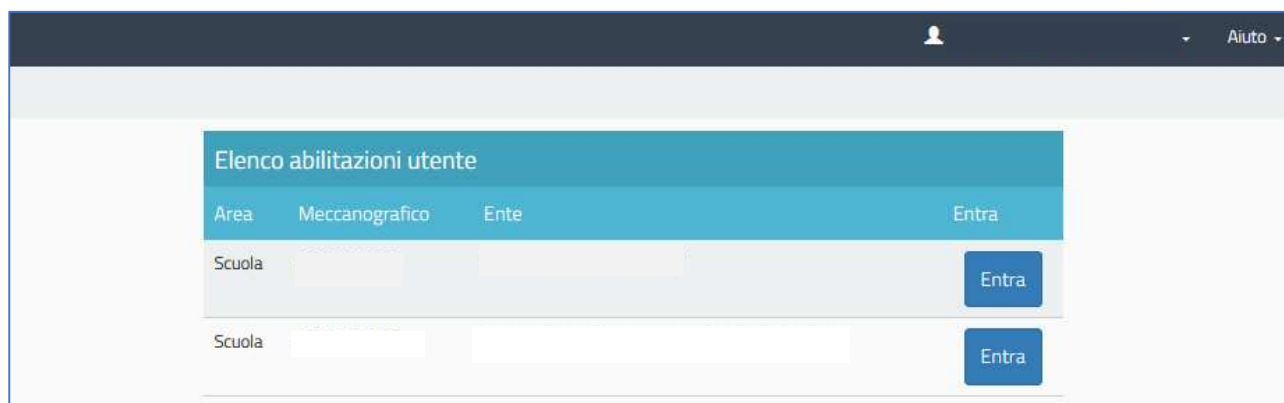 Aiuto
Elenco abilitazioni utente
Area Meccanografico Ente Entra
Scuola
Entra
Scuola
Entra